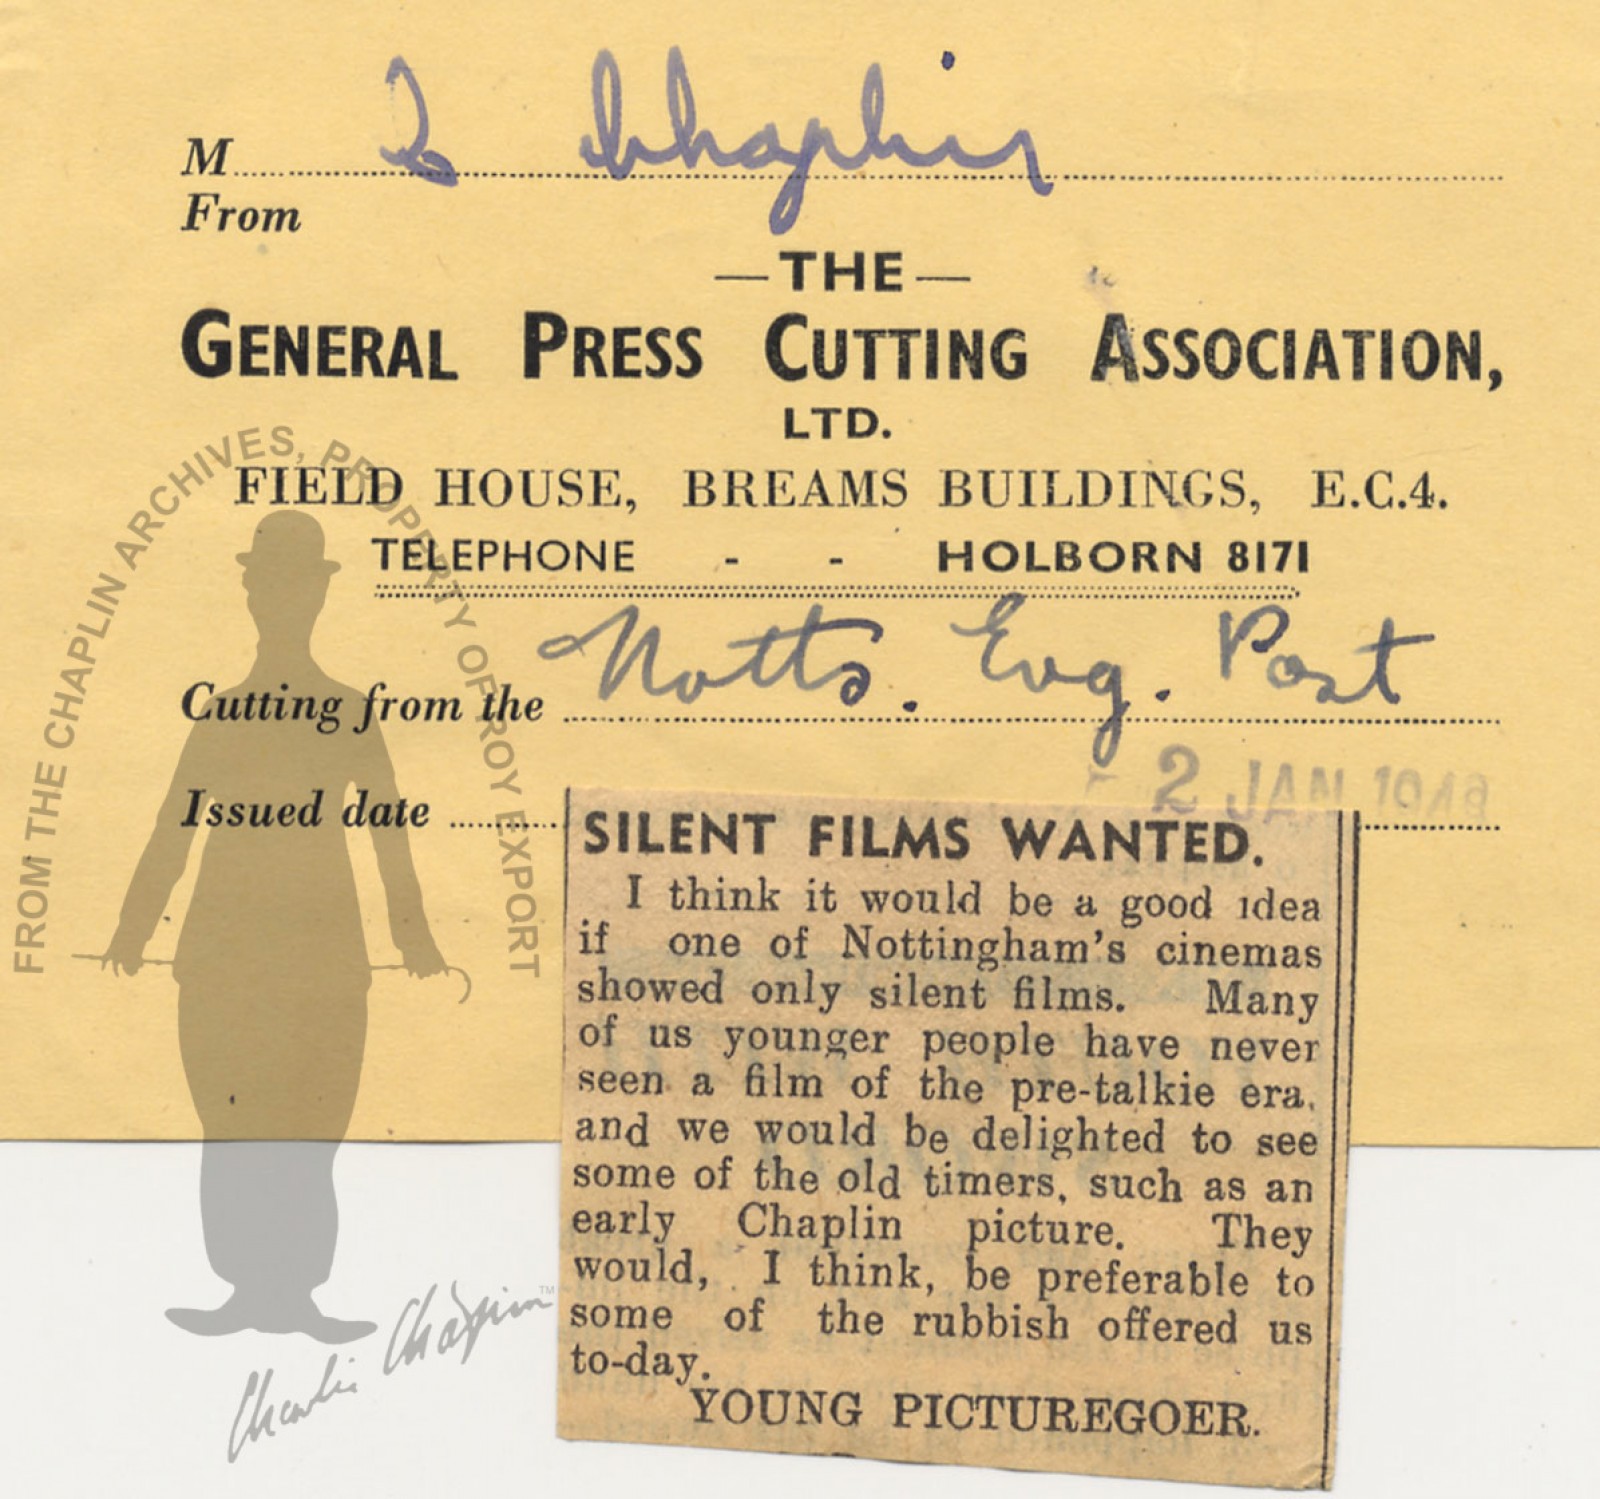 M Chaplin
From
— THE —
GENERAL PRESS CUTTING ASSOCIATION,
LTD.
FIELD HOUSE, BREAMS BUILDINGS, E.C.4.
TELEPHONE - - HOLBORN 8171
Cutting from the Notts. Evg. Post
Issued date 2 JAN
SILENT FILMS WANTED.
I think it would be a good idea
if one of Nottingham's cinemas
showed only silent films. Many
of us younger people have never
seen a film of the pre-talkie era,
and we would be delighted to see
some of the old timers, such as an
early Chaplin picture. They
would, I think, be preferable to
some of the rubbish offered us
to-day.
YOUNG PICTUREGOER.
FROM THE CHAPLIN ARCHIVES, PROPERTY OF ROY EXPORT
Charlie Chaplin™